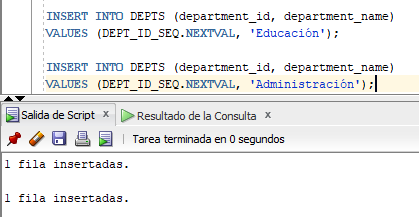 INSERT INTO DEPTS (department_id, department_name)
VALUES (DEPT_ID_SEQ.NEXTVAL, 'Educación');
INSERT INTO DEPTS (department_id, department_name)
VALUES (DEPT_ID_SEQ.NEXTVAL, 'Administración');
Salida de Script x Resultado de la Consulta x
Tarea terminada en 0 segundos
1 fila insertadas.
1 fila insertadas.